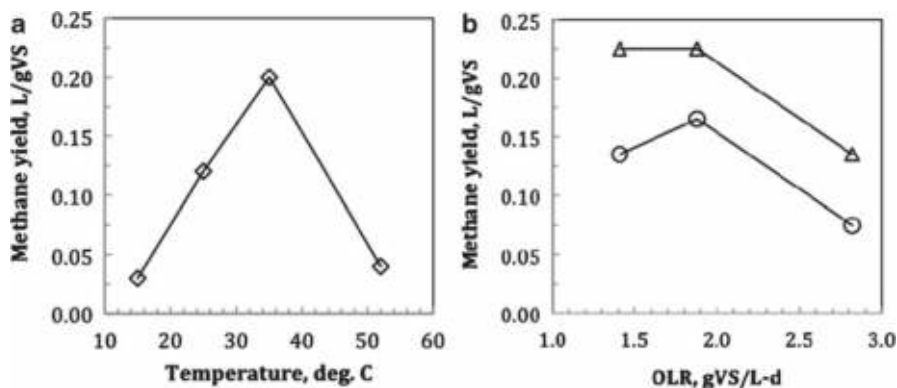 a
0.25
0.20
0.15
0.10
0.05
0.00
Methane yield, L/gVS
10 20 30 40 50 60
Temperature, deg. C
b
0.25
0.20
0.15
0.10
0.05
0.00
Methane yield, L/gVS
1.0 1.5 2.0 2.5 3.0
OLR, gVS/L-d